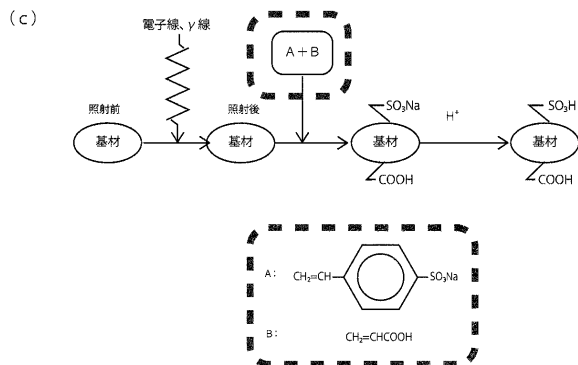 (c)
電子線、γ線
A+B
照射前
照射後
基材
基材
基材
SO₃Na
COOH
H⁺
基材
SO₃H
COOH
A: CH₂=CH SO₃Na
B: CH₂=CHCOOH